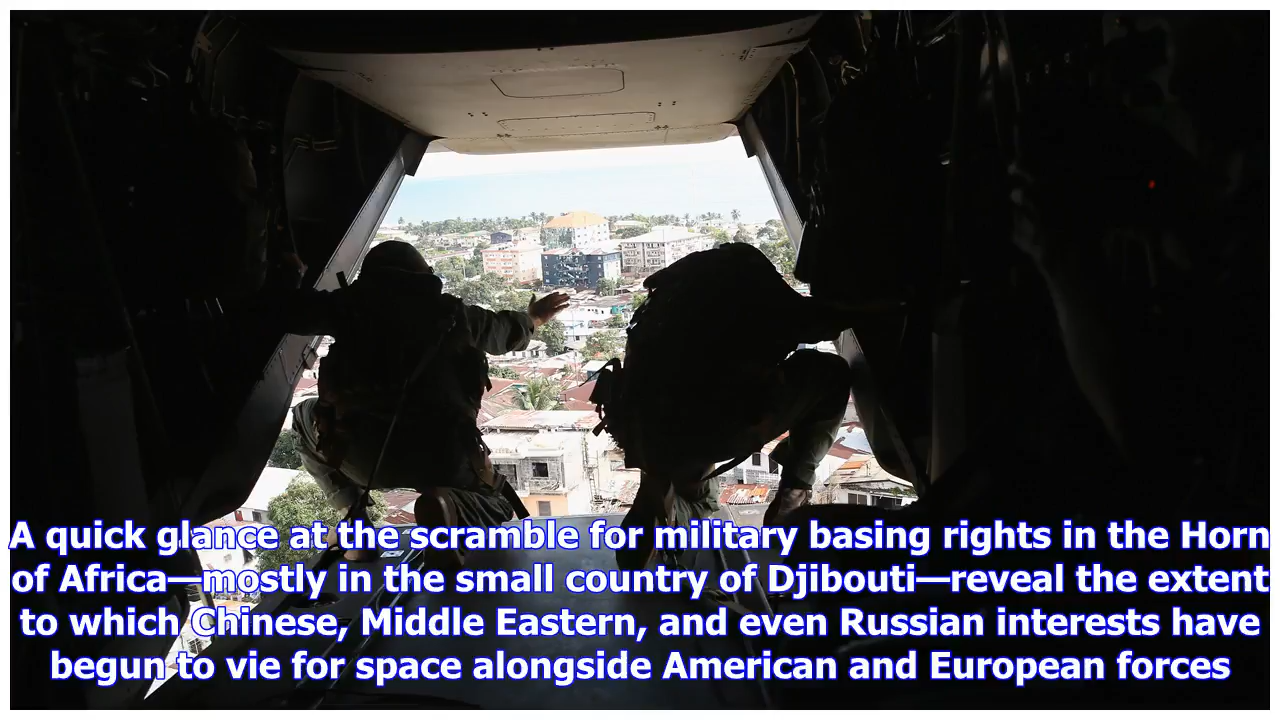 A quick glance at the scramble for military basing rights in the Horn
of Africa—mostly in the small country of Djibouti—reveal the extent
to which Chinese, Middle Eastern, and even Russian interests have
begun to vie for space alongside American and European forces